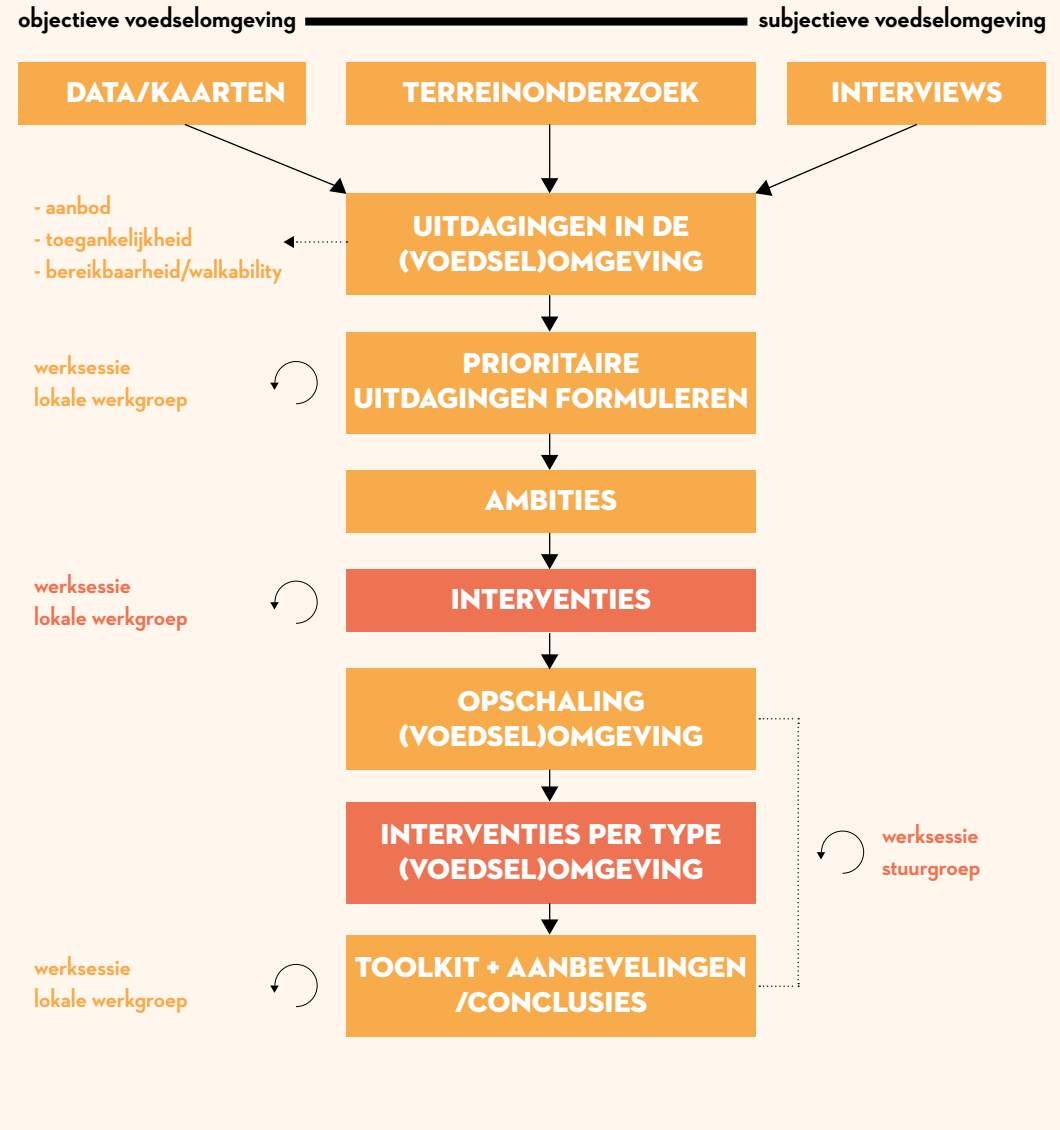 objectieve voedselomgeving
subjectieve voedselomgeving
DATA/KAARTEN
TERREINONDERZOEK
INTERVIEWS
- aanbod
- toegankelijkheid
- bereikbaarheid/walkability
UITDAGINGEN IN DE
(VOEDSEL)OMGEVING
werksessie
lokale werkgroep
PRIORITAIRE
UITDAGINGEN FORMULEREN
AMBITIES
werksessie
lokale werkgroep
INTERVENTIES
OPSCHALING
(VOEDSEL)OMGEVING
INTERVENTIES PER TYPE
(VOEDSEL)OMGEVING
werksessie
stuurgroep
werksessie
lokale werkgroep
TOOLKIT + AANBEVELINGEN
/CONCLUSIES